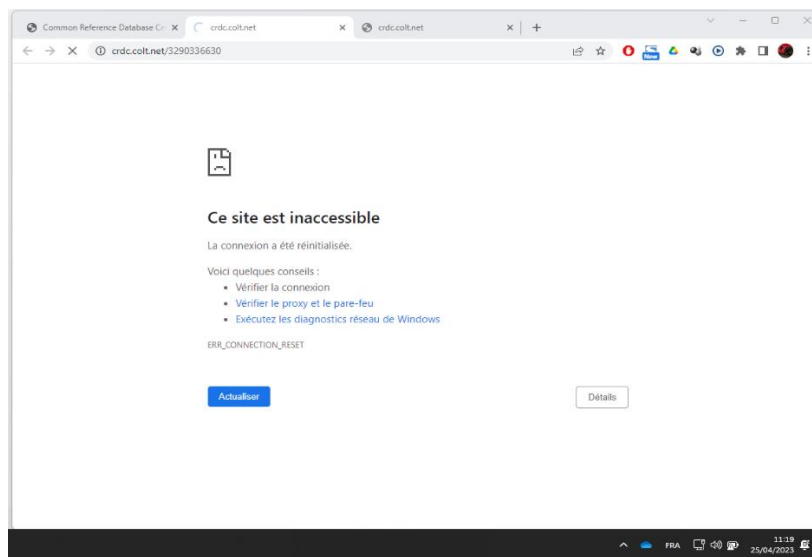 Common Reference Database Ce
crdc.colt.net
crdc.colt.net
crdc.colt.net/3290336630
New
Ce site est inaccessible
La connexion a été réinitialisée.
Voici quelques conseils :
• Vérifier la connexion
• Vérifier le proxy et le pare-feu
• Exécutez les diagnostics réseau de Windows
ERR_CONNECTION_RESET
Actualiser
Détails
FRA
11:19
25/04/2023